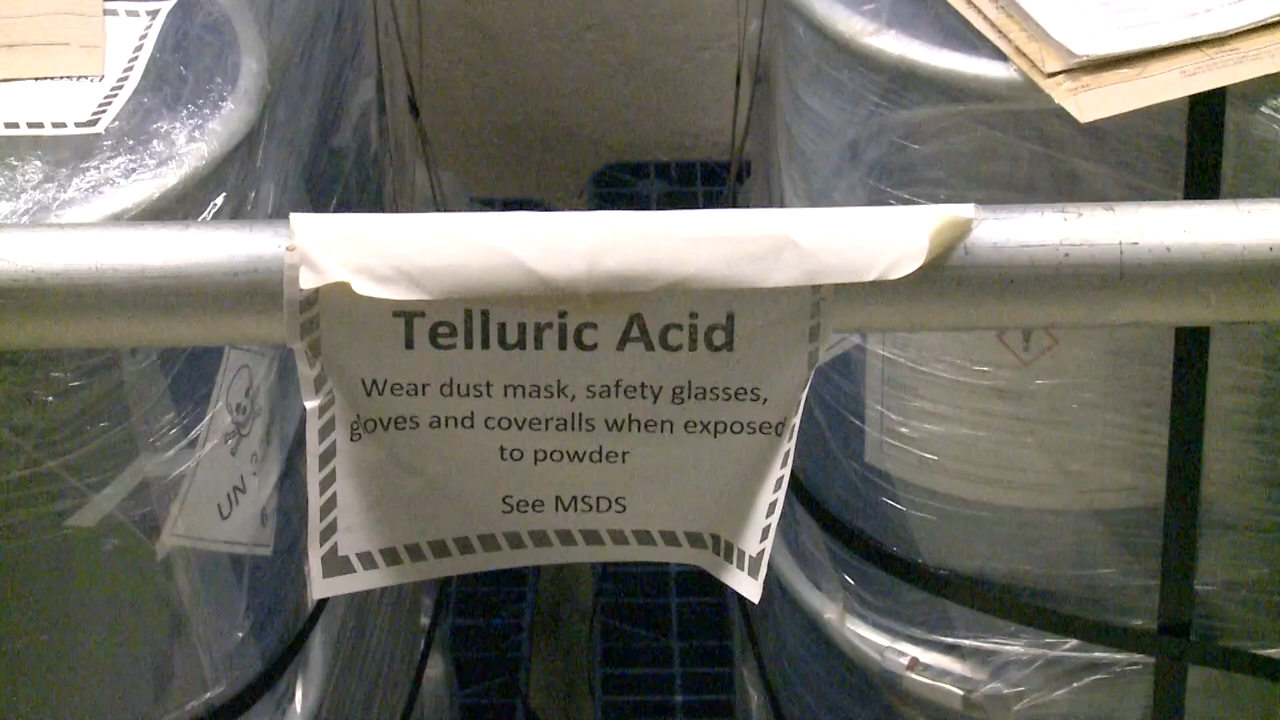 Telluric Acid
Wear dust mask, safety glasses,
gloves and coveralls when exposed
to powder
See MSDS
UN ?